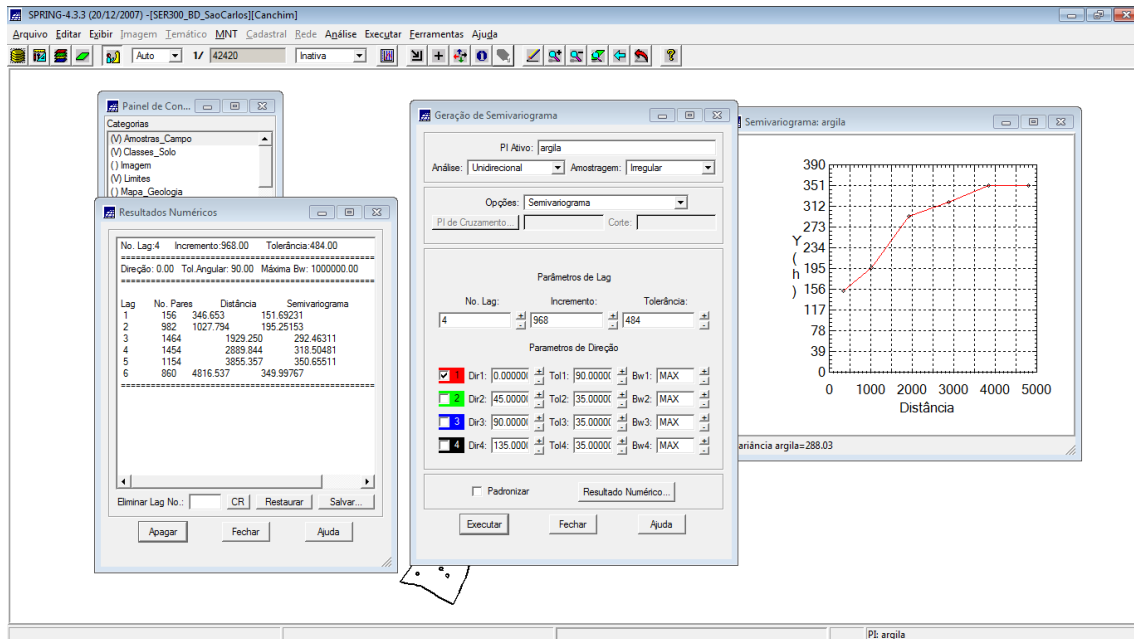 SPRING-4.3.3 (20/12/2007) -[SER300_BD_SaoCarlos][Canchim]
Arquivo Editar Exibir Imagem Temático MNT Cadastral Rede Análise Executar Ferramentas Ajuda
Auto 1/ 42420 Inativa
Painel de Con...
Categorias
(V) Amostras_Campo
(V) Classes_Solo
() Imagem
(V) Limites
() Mapa_Geologia
Resultados Numéricos
No. Lag:4 Incremento:968.00 Tolerância:484.00
Direção: 0.00 Tol.Angular: 90.00 Máxima Bw: 1000000.00
Lag No. Pares Distância Semivariograma
1 156 346.653 151.69231
2 982 1027.794 195.25153
3 1464 1929.250 292.46311
4 1454 2889.844 318.50481
5 1154 3855.357 350.65511
6 860 4816.537 349.99767
Eliminar Lag No.: CR Restaurar Salvar...
Apagar Fechar Ajuda
Geração de Semivariograma
PI Ativo: argila
Análise: Unidirecional Amostragem: Irregular
Opções: Semivariograma
PI de Cruzamento... Corte:
Parâmetros de Lag
No. Lag: Incremento: Tolerância:
4 968 484
Parametros de Direção
1 Dir1: 0.00000 Tol1: 90.0000 Bw1: MAX
2 Dir2: 45.0000 Tol2: 35.0000 Bw2: MAX
3 Dir3: 90.0000 Tol3: 35.0000 Bw3: MAX
4 Dir4: 135.000 Tol4: 35.0000 Bw4: MAX
Padronizar Resultado Numérico...
Executar Fechar Ajuda
Semivariograma: argila
390
351
312
273
234
195
156
117
78
39
0
Y(h)
0 1000 2000 3000 4000 5000
Distância
ariância argila=288.03
PI: argila